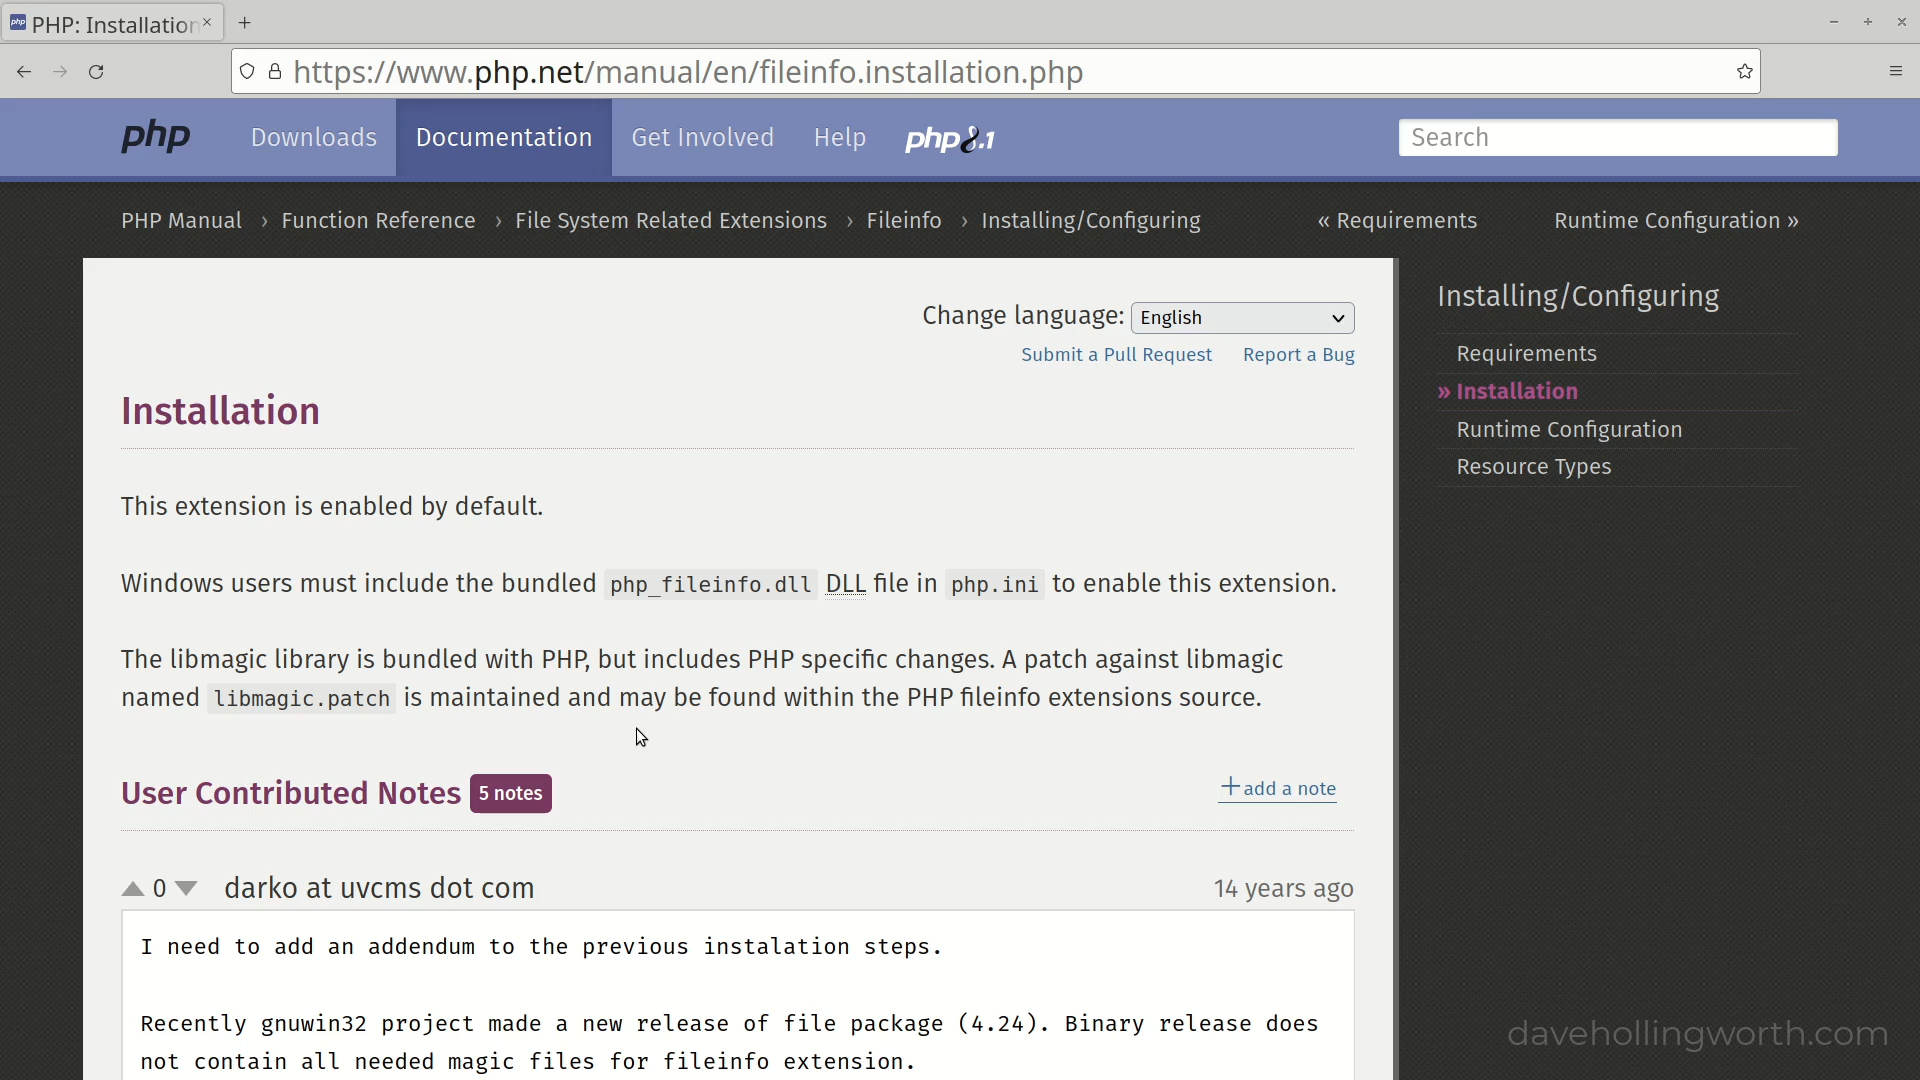 php PHP: Installation × +
− + ×
https://www.php.net/manual/en/fileinfo.installation.php
php Downloads Documentation Get Involved Help php8.1 Search
PHP Manual › Function Reference › File System Related Extensions › Fileinfo › Installing/Configuring « Requirements Runtime Configuration »
Change language: English
Submit a Pull Request Report a Bug
Installation
This extension is enabled by default.
Windows users must include the bundled php_fileinfo.dll DLL file in php.ini to enable this extension.
The libmagic library is bundled with PHP, but includes PHP specific changes. A patch against libmagic
named libmagic.patch is maintained and may be found within the PHP fileinfo extensions source.
User Contributed Notes 5 notes
+add a note
0 darko at uvcms dot com
14 years ago
I need to add an addendum to the previous instalation steps.
Recently gnuwin32 project made a new release of file package (4.24). Binary release does
not contain all needed magic files for fileinfo extension.
Installing/Configuring
Requirements
» Installation
Runtime Configuration
Resource Types
davehollingworth.com